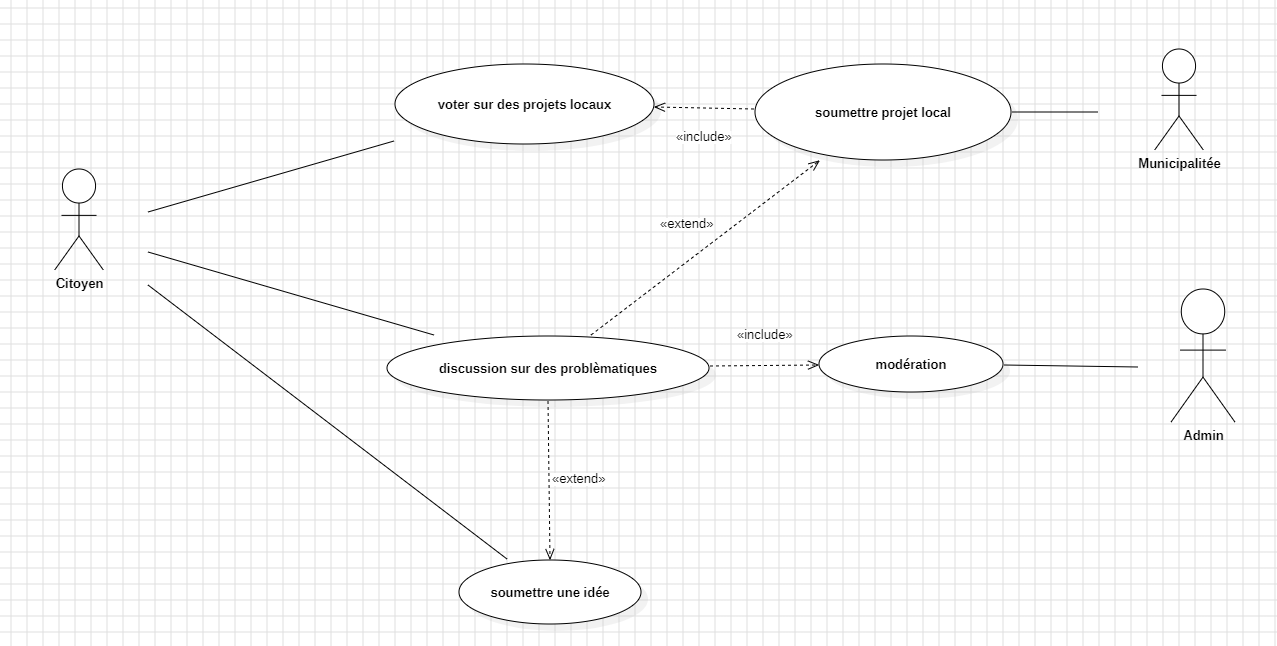 voter sur des projets locaux
soumettre projet local
«include»
Municipalitée
«extend»
Citoyen
«include»
discussion sur des problèmatiques
modération
Admin
«extend»
soumettre une idée